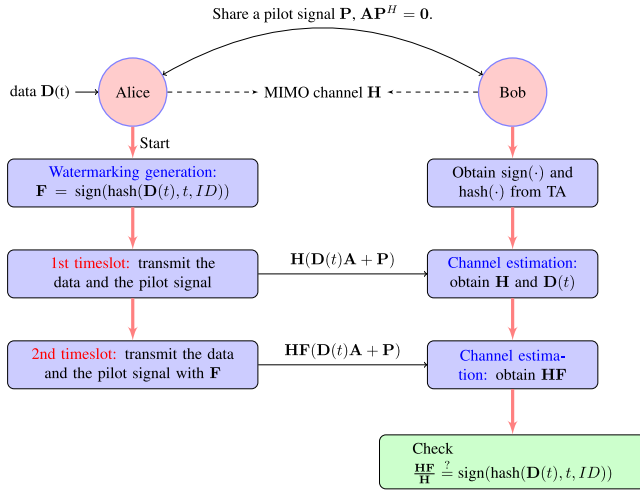 Share a pilot signal P, AP^H = 0.
data D(t)
Alice
MIMO channel H
Bob
Start
Watermarking generation:
F = sign(hash(D(t), t, ID))
Obtain sign(·) and
hash(·) from TA
1st timeslot: transmit the
data and the pilot signal
H(D(t)A + P)
Channel estimation:
obtain H and D(t)
2nd timeslot: transmit the data
and the pilot signal with F
HF(D(t)A + P)
Channel estima-
tion: obtain HF
Check
HF/H ?= sign(hash(D(t), t, ID))